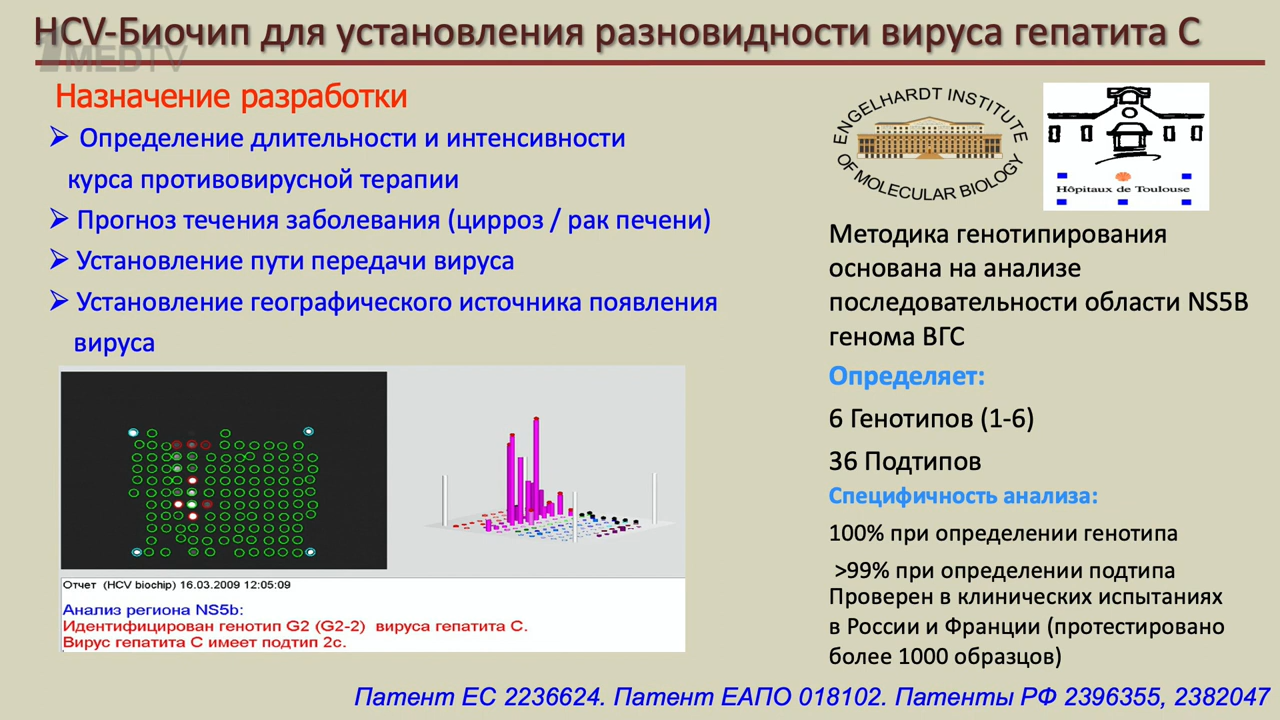 HCV-Биочип для установления разновидности вируса гепатита С
1MEDTV
Назначение разработки
Определение длительности и интенсивности
курса противовирусной терапии
Прогноз течения заболевания (цирроз / рак печени)
Установление пути передачи вируса
Установление географического источника появления
вируса
ENGELHARDT INSTITUTE
OF MOLECULAR BIOLOGY
Hôpitaux de Toulouse
Методика генотипирования
основана на анализе
последовательности области NS5B
генома ВГС
Определяет:
6 Генотипов (1-6)
36 Подтипов
Специфичность анализа:
100% при определении генотипа
>99% при определении подтипа
Проверен в клинических испытаниях
в России и Франции (протестировано
более 1000 образцов)
Отчет (HCV biochip) 16.03.2009 12:05:09
Анализ региона NS5b:
Идентифицирован генотип G2 (G2-2) вируса гепатита С.
Вирус гепатита С имеет подтип 2с.
Патент ЕС 2236624. Патент ЕАПО 018102. Патенты РФ 2396355, 2382047